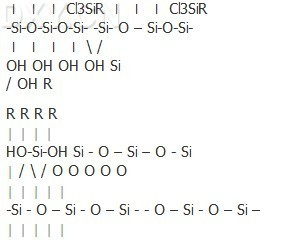 I I I Cl3SiR I I I Cl3SiR
-Si-O-Si-O-Si- -Si- O – Si-O-Si-
I I I I \ /
OH OH OH OH Si
/ OH R
R R R R
| | | |
HO-Si-OH Si - O – Si – O - Si
| / \ / O O O O O
| | | | |
-Si - O – Si - O – Si - - O – Si - O – Si –
| | | | |